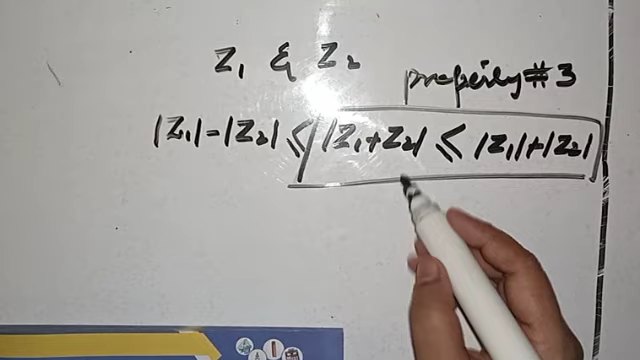 Z₁ & Z₂
property #3
|Z₁|-|Z₂| ≤ |Z₁+Z₂| ≤ |Z₁|+|Z₂|